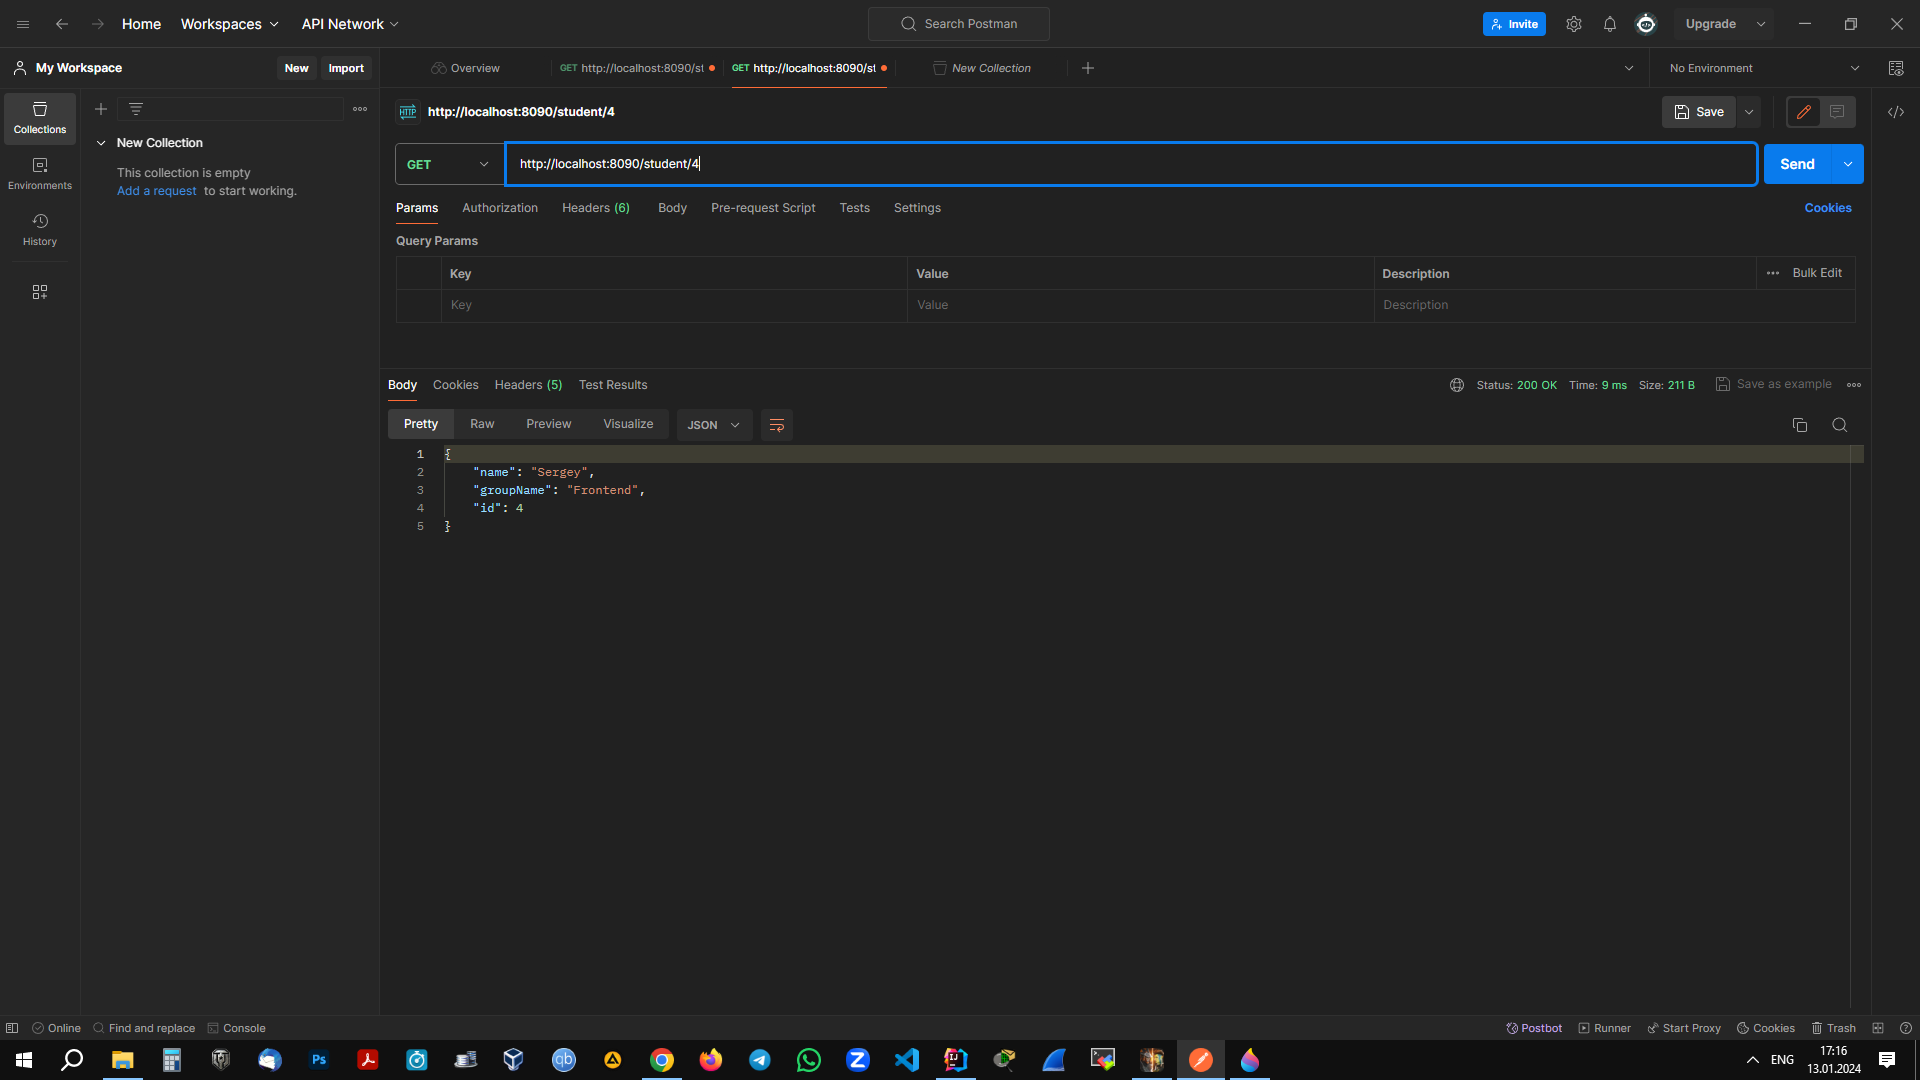 Home Workspaces API Network Search Postman Invite Upgrade
My Workspace New Import Overview GET http://localhost:8090/st GET http://localhost:8090/st New Collection No Environment
Collections
New Collection
This collection is empty
Add a request to start working.
Environments
History
HTTP http://localhost:8090/student/4 Save
GET http://localhost:8090/student/4 Send
Params Authorization Headers (6) Body Pre-request Script Tests Settings Cookies
Query Params
Key Value Description Bulk Edit
Key Value Description
Body Cookies Headers (5) Test Results Status: 200 OK Time: 9 ms Size: 211 B Save as example
Pretty Raw Preview Visualize JSON
1 {
2 "name": "Sergey",
3 "groupName": "Frontend",
4 "id": 4
5 }
Online Find and replace Console Postbot Runner Start Proxy Cookies Trash
Ps qb Z IJ ENG 17:16
13.01.2024